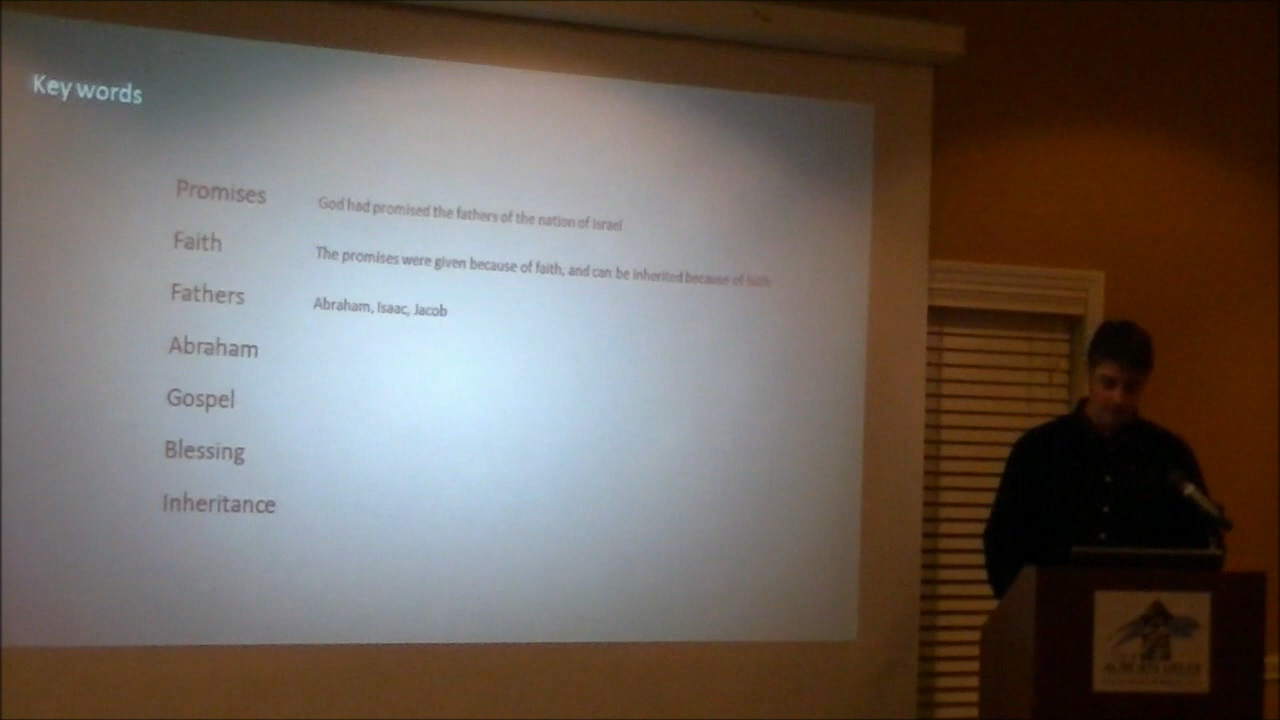 Key words
Promises God had promised the fathers of the nation of Israel
Faith The promises were given because of faith, and can be inherited because of faith
Fathers Abraham, Isaac, Jacob
Abraham
Gospel
Blessing
Inheritance